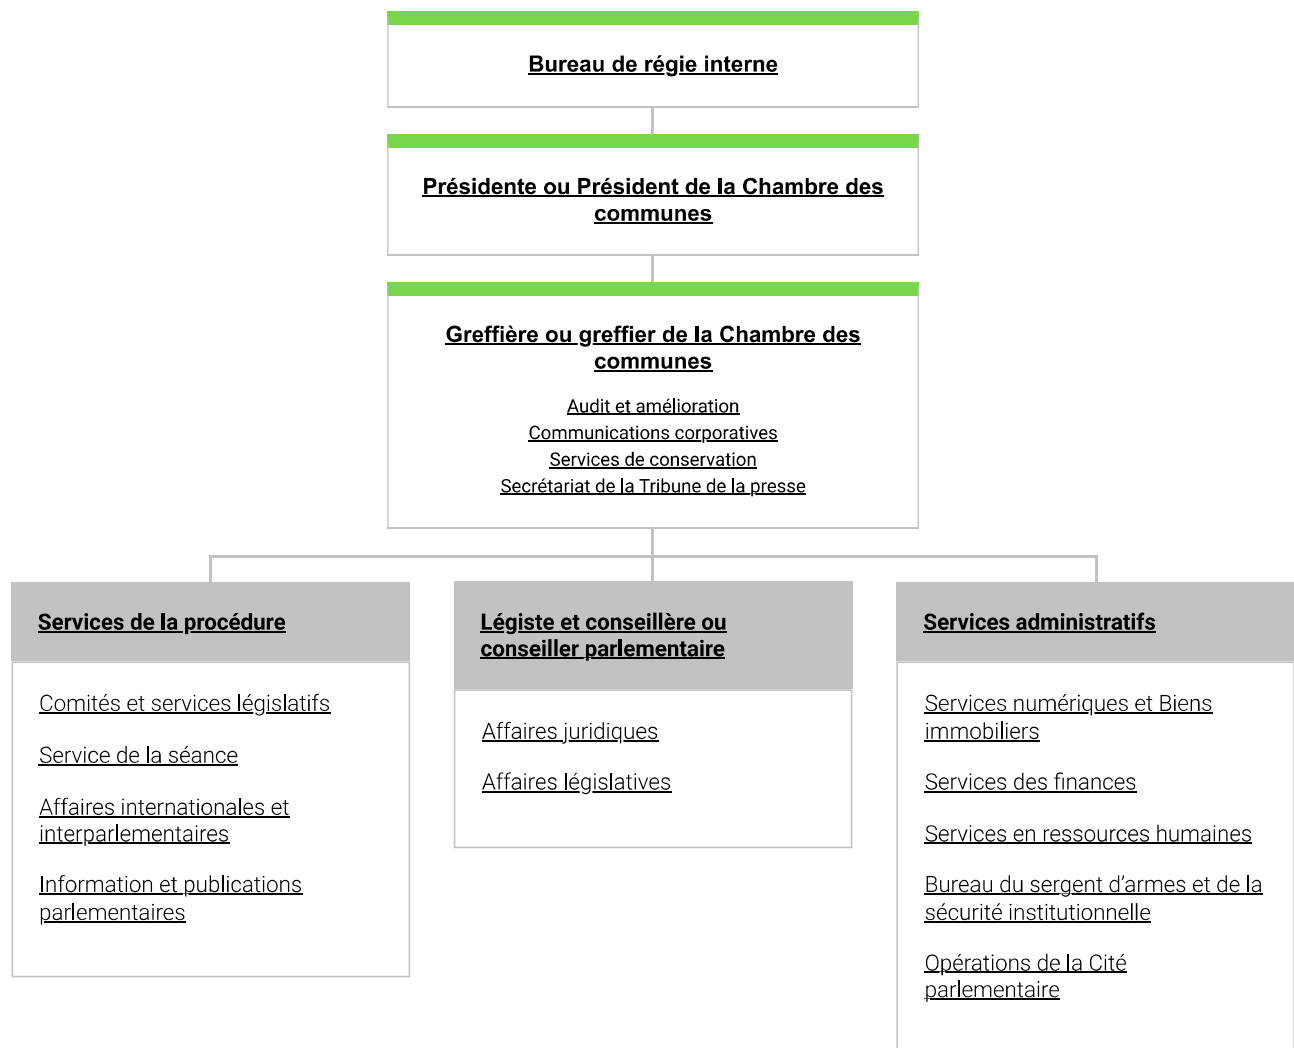 Bureau de régie interne
Présidente ou Président de la Chambre des
communes
Greffière ou greffier de la Chambre des
communes
Audit et amélioration
Communications corporatives
Services de conservation
Secrétariat de la Tribune de la presse
Services de la procédure
Comités et services législatifs
Service de la séance
Affaires internationales et
interparlementaires
Information et publications
parlementaires
Légiste et conseillère ou
conseiller parlementaire
Affaires juridiques
Affaires législatives
Services administratifs
Services numériques et Biens
immobiliers
Services des finances
Services en ressources humaines
Bureau du sergent d’armes et de la
sécurité institutionnelle
Opérations de la Cité
parlementaire